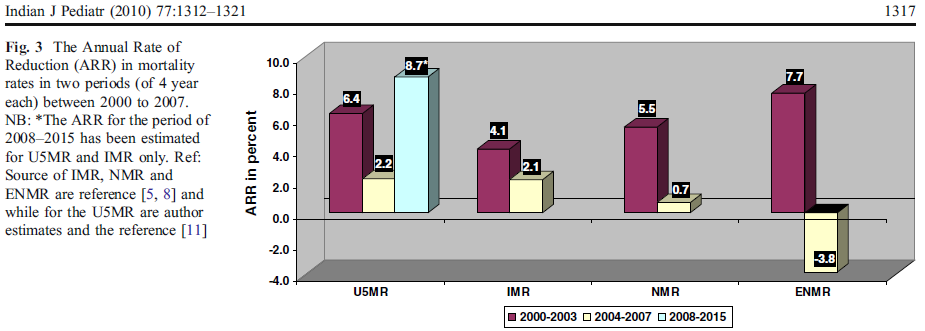 Indian J Pediatr (2010) 77:1312–1321 1317
Fig. 3 The Annual Rate of
Reduction (ARR) in mortality
rates in two periods (of 4 year
each) between 2000 to 2007.
NB: *The ARR for the period of
2008–2015 has been estimated
for U5MR and IMR only. Ref:
Source of IMR, NMR and
ENMR are reference [5, 8] and
while for the U5MR are author
estimates and the reference [11]
ARR in percent
10.0
8.0
6.0
4.0
2.0
0.0
-2.0
-4.0
6.4
2.2
8.7*
4.1
2.1
5.5
0.7
7.7
-3.8
U5MR IMR NMR ENMR
2000-2003 2004-2007 2008-2015